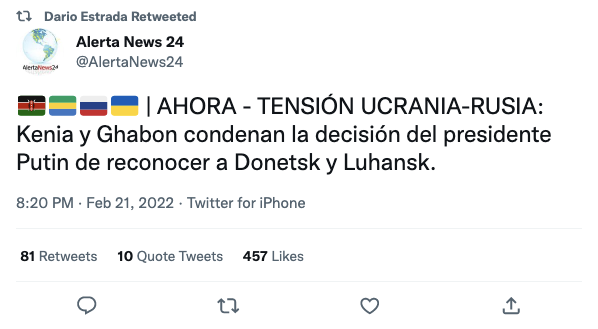 Dario Estrada Retweeted
Alerta News 24
@AlertaNews24
AlertaNews24
🇰🇪🇬🇦🇷🇺🇺🇦 | AHORA - TENSIÓN UCRANIA-RUSIA:
Kenia y Ghabon condenan la decisión del presidente
Putin de reconocer a Donetsk y Luhansk.
8:20 PM · Feb 21, 2022 · Twitter for iPhone
81 Retweets 10 Quote Tweets 457 Likes